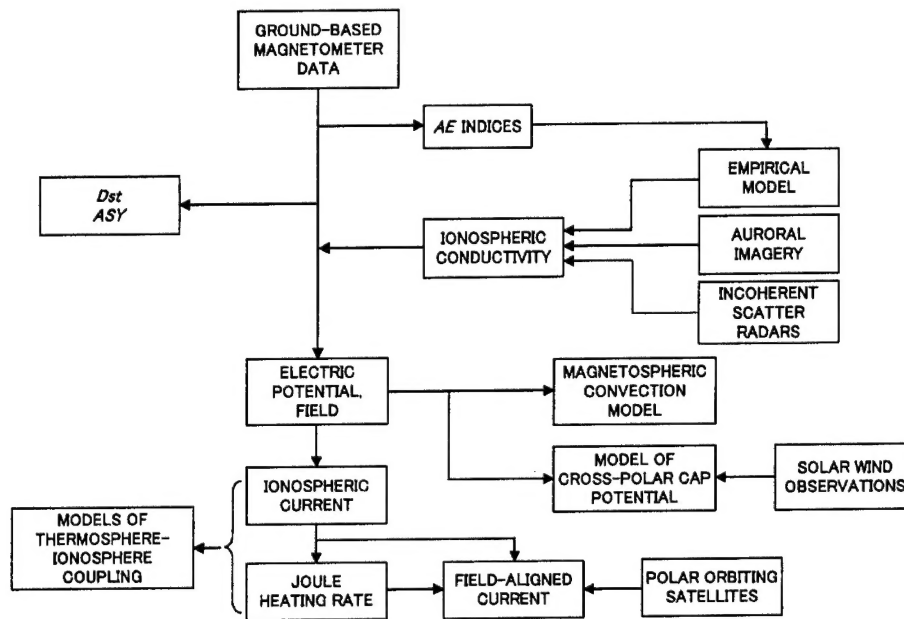 GROUND-BASED
MAGNETOMETER
DATA
AE INDICES
EMPIRICAL
MODEL
Dst
ASY
IONOSPHERIC
CONDUCTIVITY
AURORAL
IMAGERY
INCOHERENT
SCATTER
RADARS
ELECTRIC
POTENTIAL,
FIELD
MAGNETOSPHERIC
CONVECTION
MODEL
MODEL OF
CROSS-POLAR CAP
POTENTIAL
SOLAR WIND
OBSERVATIONS
IONOSPHERIC
CURRENT
MODELS OF
THERMOSPHERE-
IONOSPHERE
COUPLING
JOULE
HEATING RATE
FIELD-ALIGNED
CURRENT
POLAR ORBITING
SATELLITES